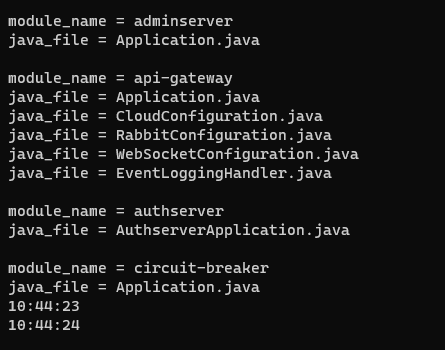 module_name = adminserver
java_file = Application.java
module_name = api-gateway
java_file = Application.java
java_file = CloudConfiguration.java
java_file = RabbitConfiguration.java
java_file = WebSocketConfiguration.java
java_file = EventLoggingHandler.java
module_name = authserver
java_file = AuthserverApplication.java
module_name = circuit-breaker
java_file = Application.java
10:44:23
10:44:24